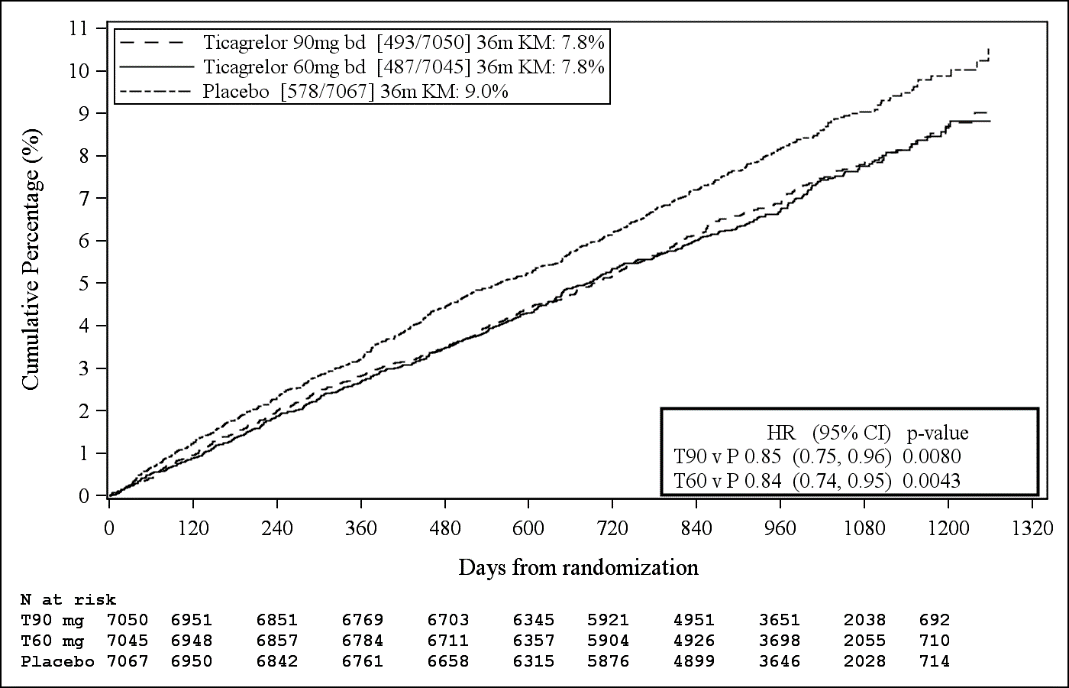 Ticagrelor 90mg bd [493/7050] 36m KM: 7.8%
Ticagrelor 60mg bd [487/7045] 36m KM: 7.8%
Placebo [578/7067] 36m KM: 9.0%
Cumulative Percentage (%)
11
10
9
8
7
6
5
4
3
2
1
0
HR (95% CI) p-value
T90 v P 0.85 (0.75, 0.96) 0.0080
T60 v P 0.84 (0.74, 0.95) 0.0043
0 120 240 360 480 600 720 840 960 1080 1200 1320
Days from randomization
N at risk
T90 mg 7050 6951 6851 6769 6703 6345 5921 4951 3651 2038 692
T60 mg 7045 6948 6857 6784 6711 6357 5904 4926 3698 2055 710
Placebo 7067 6950 6842 6761 6658 6315 5876 4899 3646 2028 714